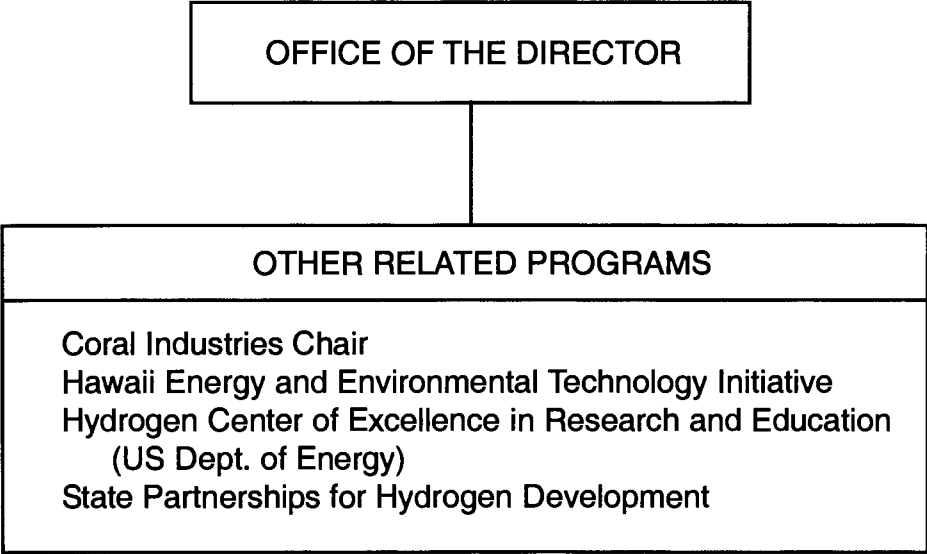 OFFICE OF THE DIRECTOR
OTHER RELATED PROGRAMS
Coral Industries Chair
Hawaii Energy and Environmental Technology Initiative
Hydrogen Center of Excellence in Research and Education
(US Dept. of Energy)
State Partnerships for Hydrogen Development